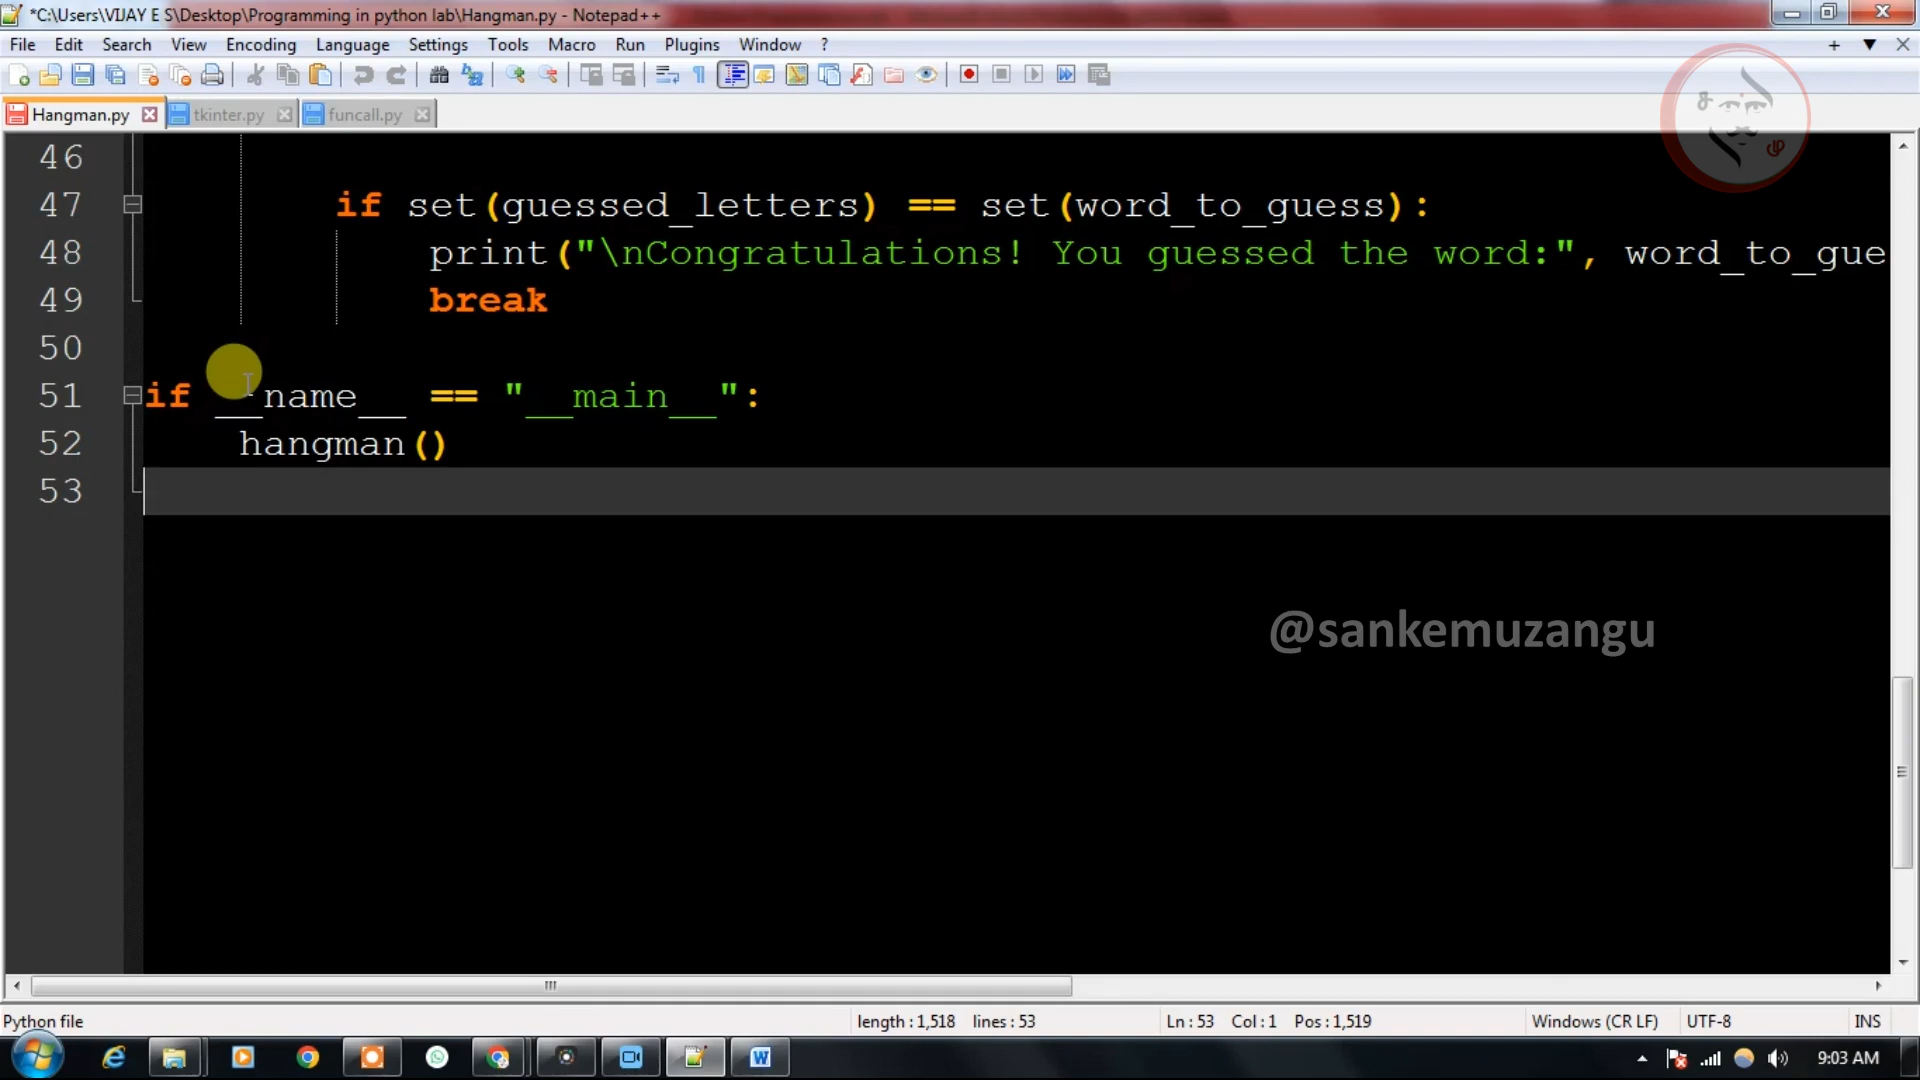 *C:\Users\VIJAY E S\Desktop\Programming in python lab\Hangman.py - Notepad++
File Edit Search View Encoding Language Settings Tools Macro Run Plugins Window ?
Hangman.py tkinter.py funcall.py
46
47 if set(guessed_letters) == set(word_to_guess):
48 print("\nCongratulations! You guessed the word:", word_to_gue
49 break
50
51 if __name__ == "__main__":
52 hangman()
53
@sankemuzangu
Python file length : 1,518 lines : 53 Ln : 53 Col : 1 Pos : 1,519 Windows (CR LF) UTF-8 INS
9:03 AM